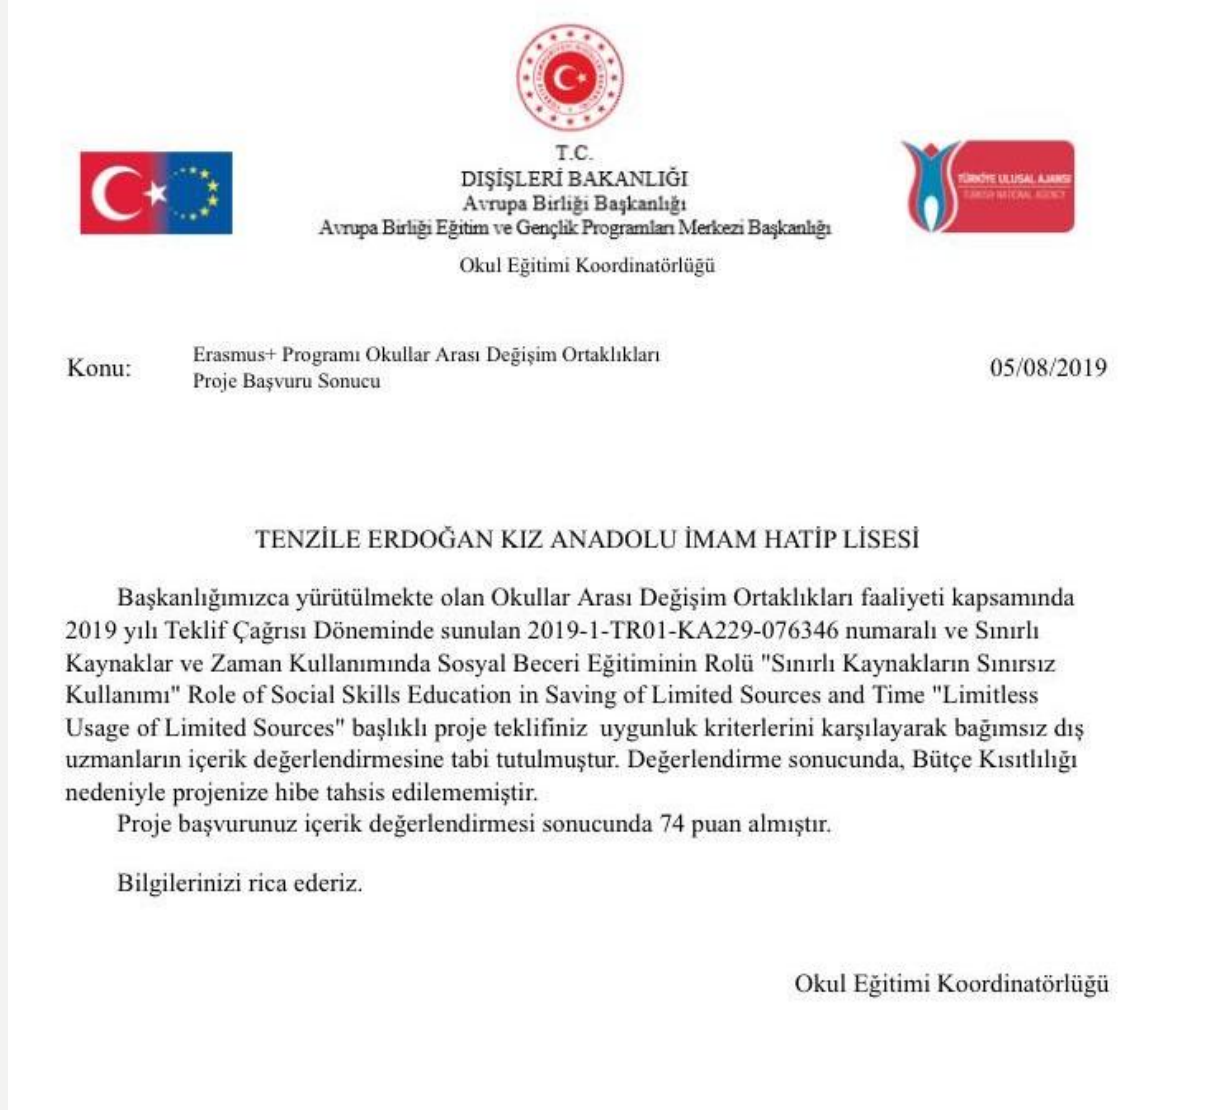 T.C.
DIŞİŞLERİ BAKANLIĞI
Avrupa Birliği Başkanlığı
Avrupa Birliği Eğitim ve Gençlik Programları Merkezi Başkanlığı
Okul Eğitimi Koordinatörlüğü
TÜRKİYE ULUSAL AJANSI
TURKISH NATIONAL AGENCY
Konu:
Erasmus+ Programı Okullar Arası Değişim Ortaklıkları
Proje Başvuru Sonucu
05/08/2019
TENZİLE ERDOĞAN KIZ ANADOLU İMAM HATİP LİSESİ
Başkanlığımızca yürütülmekte olan Okullar Arası Değişim Ortaklıkları faaliyeti kapsamında
2019 yılı Teklif Çağrısı Döneminde sunulan 2019-1-TR01-KA229-076346 numaralı ve Sınırlı
Kaynaklar ve Zaman Kullanımında Sosyal Beceri Eğitiminin Rolü "Sınırlı Kaynakların Sınırsız
Kullanımı" Role of Social Skills Education in Saving of Limited Sources and Time "Limitless
Usage of Limited Sources" başlıklı proje teklifiniz  uygunluk kriterlerini karşılayarak bağımsız dış
uzmanların içerik değerlendirmesine tabi tutulmuştur. Değerlendirme sonucunda, Bütçe Kısıtlılığı
nedeniyle projenize hibe tahsis edilememiştir.
Proje başvurunuz içerik değerlendirmesi sonucunda 74 puan almıştır.
Bilgilerinizi rica ederiz.
Okul Eğitimi Koordinatörlüğü